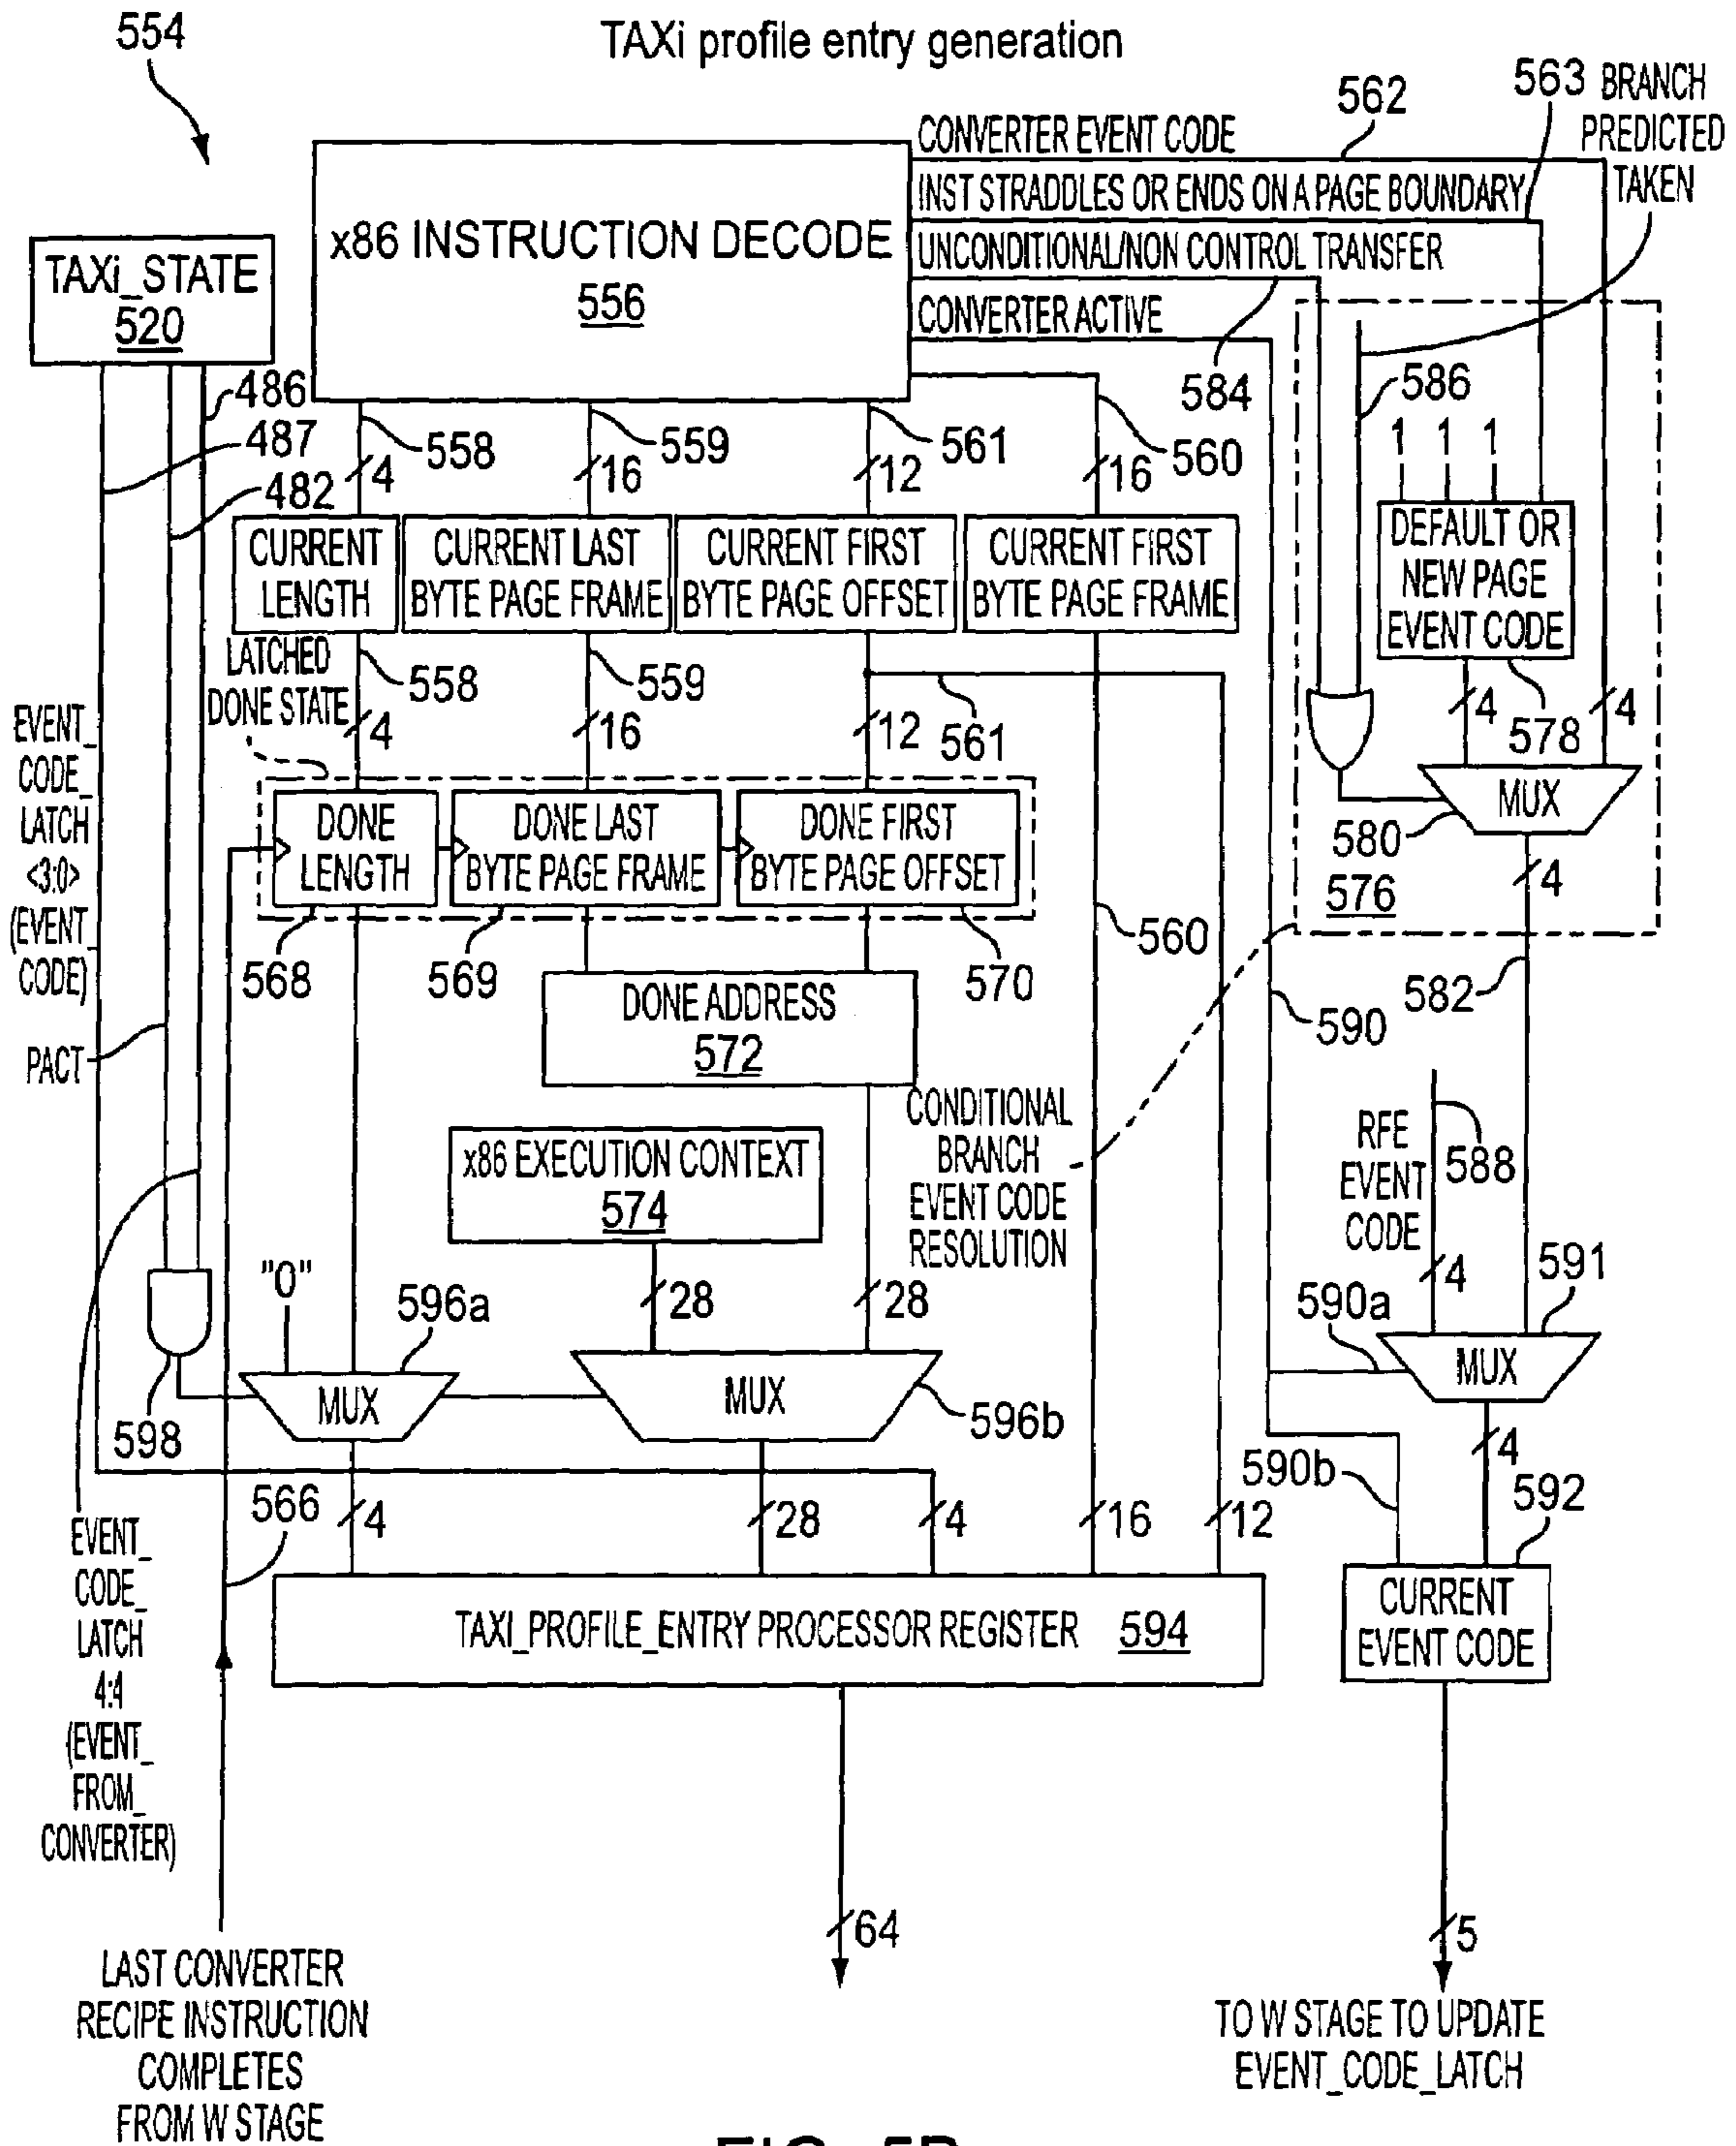 554
TAXi profile entry generation
563
BRANCH
PREDICTED
TAKEN
562
CONVERTER EVENT CODE
INST STRADDLES OR ENDS ON A PAGE BOUNDARY
UNCONDITIONAL/NON CONTROL TRANSFER
CONVERTER ACTIVE
x86 INSTRUCTION DECODE
556
TAXi_STATE
520
486
487
482
558
559
561
560
584
586
4
16
12
16
1 1 1
CURRENT
LENGTH
CURRENT LAST
BYTE PAGE FRAME
CURRENT FIRST
BYTE PAGE OFFSET
CURRENT FIRST
BYTE PAGE FRAME
DEFAULT OR
NEW PAGE
EVENT CODE
LATCHED
DONE STATE
558
559
561
4
16
12
4
578
4
EVENT_
CODE_
LATCH
<3:0>
(EVENT_
CODE)
DONE
LENGTH
DONE LAST
BYTE PAGE FRAME
DONE FIRST
BYTE PAGE OFFSET
MUX
580
576
4
568
569
570
560
582
590
DONE ADDRESS
572
PACT
x86 EXECUTION CONTEXT
574
CONDITIONAL
BRANCH
EVENT CODE
RESOLUTION
RFE
EVENT
CODE
588
4
591
"0"
596a
28
28
590a
MUX
MUX
MUX
598
596b
590b
4
592
566
4
28
4
16
12
EVENT_
CODE_
LATCH
4:4
(EVENT_
FROM_
CONVERTER)
TAXI_PROFILE_ENTRY PROCESSOR REGISTER 594
CURRENT
EVENT CODE
64
5
LAST CONVERTER
RECIPE INSTRUCTION
COMPLETES
FROM W STAGE
TO W STAGE TO UPDATE
EVENT_CODE_LATCH